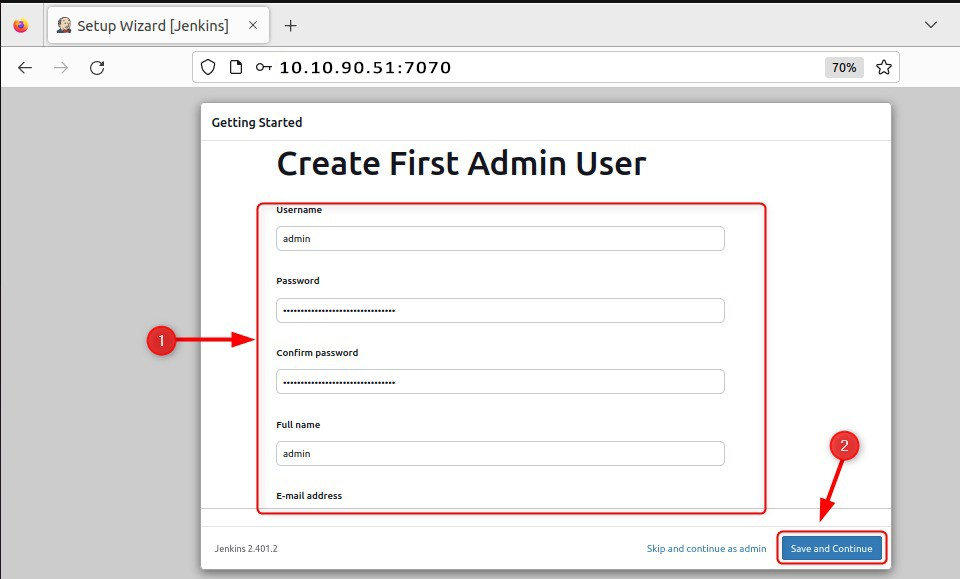 Setup Wizard [Jenkins]
10.10.90.51:7070
70%
Getting Started
Create First Admin User
Username
admin
Password
••••••••••••••••••••••••••••••••
Confirm password
••••••••••••••••••••••••••••••••
Full name
admin
E-mail address
1
2
Jenkins 2.401.2
Skip and continue as admin
Save and Continue